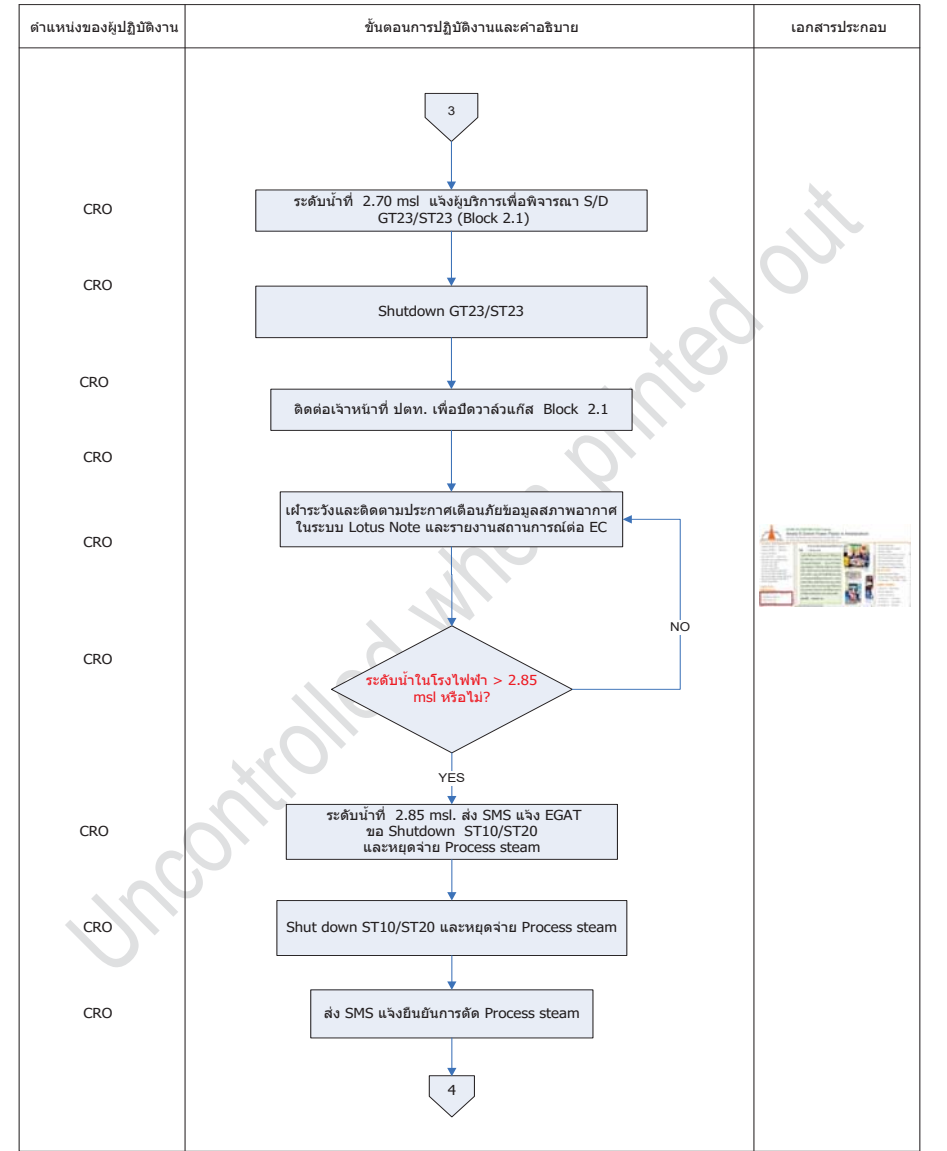 ตำแหน่งของผู้ปฏิบัติงาน
ขั้นตอนการปฏิบัติงานและคำอธิบาย
เอกสารประกอบ
3
CRO
ระดับน้ำที่ 2.70 msl แจ้งผู้บริการเพื่อพิจารณา S/D
GT23/ST23 (Block 2.1)
CRO
Shutdown GT23/ST23
CRO
ติดต่อเจ้าหน้าที่ ปตท. เพื่อปิดวาล์วแก๊ส Block 2.1
CRO
เฝ้าระวังและติดตามประกาศเตือนภัยข้อมูลสภาพอากาศ
ในระบบ Lotus Note และรายงานสถานการณ์ต่อ EC
CRO
NO
CRO
ระดับน้ำในโรงไฟฟ้า > 2.85
msl หรือไม่?
YES
CRO
ระดับน้ำที่ 2.85 msl. ส่ง SMS แจ้ง EGAT
ขอ Shutdown ST10/ST20
และหยุดจ่าย Process steam
CRO
Shut down ST10/ST20 และหยุดจ่าย Process steam
CRO
ส่ง SMS แจ้งยืนยันการตัด Process steam
4
Uncontrolled when printed out